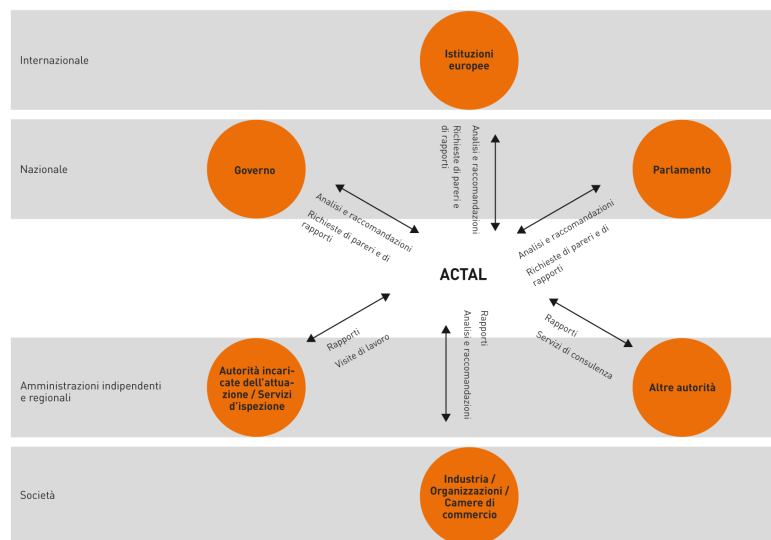 Internazionale
Istituzioni
europee
Nazionale
Governo
Parlamento
Analisi e raccomandazioni
Richieste di pareri e
di rapporti
Analisi e raccomandazioni
Richieste di pareri e di
rapporti
Analisi e raccomandazioni
Richieste di pareri e di
rapporti
ACTAL
Rapporti
Visite di lavoro
Rapporti
Analisi e raccomandazioni
Rapporti
Servizi di consulenza
Amministrazioni indipendenti
e regionali
Autorità incari-
cate dell'attua-
zione / Servizi
d'ispezione
Altre autorità
Società
Industria /
Organizzazioni /
Camere di
commercio